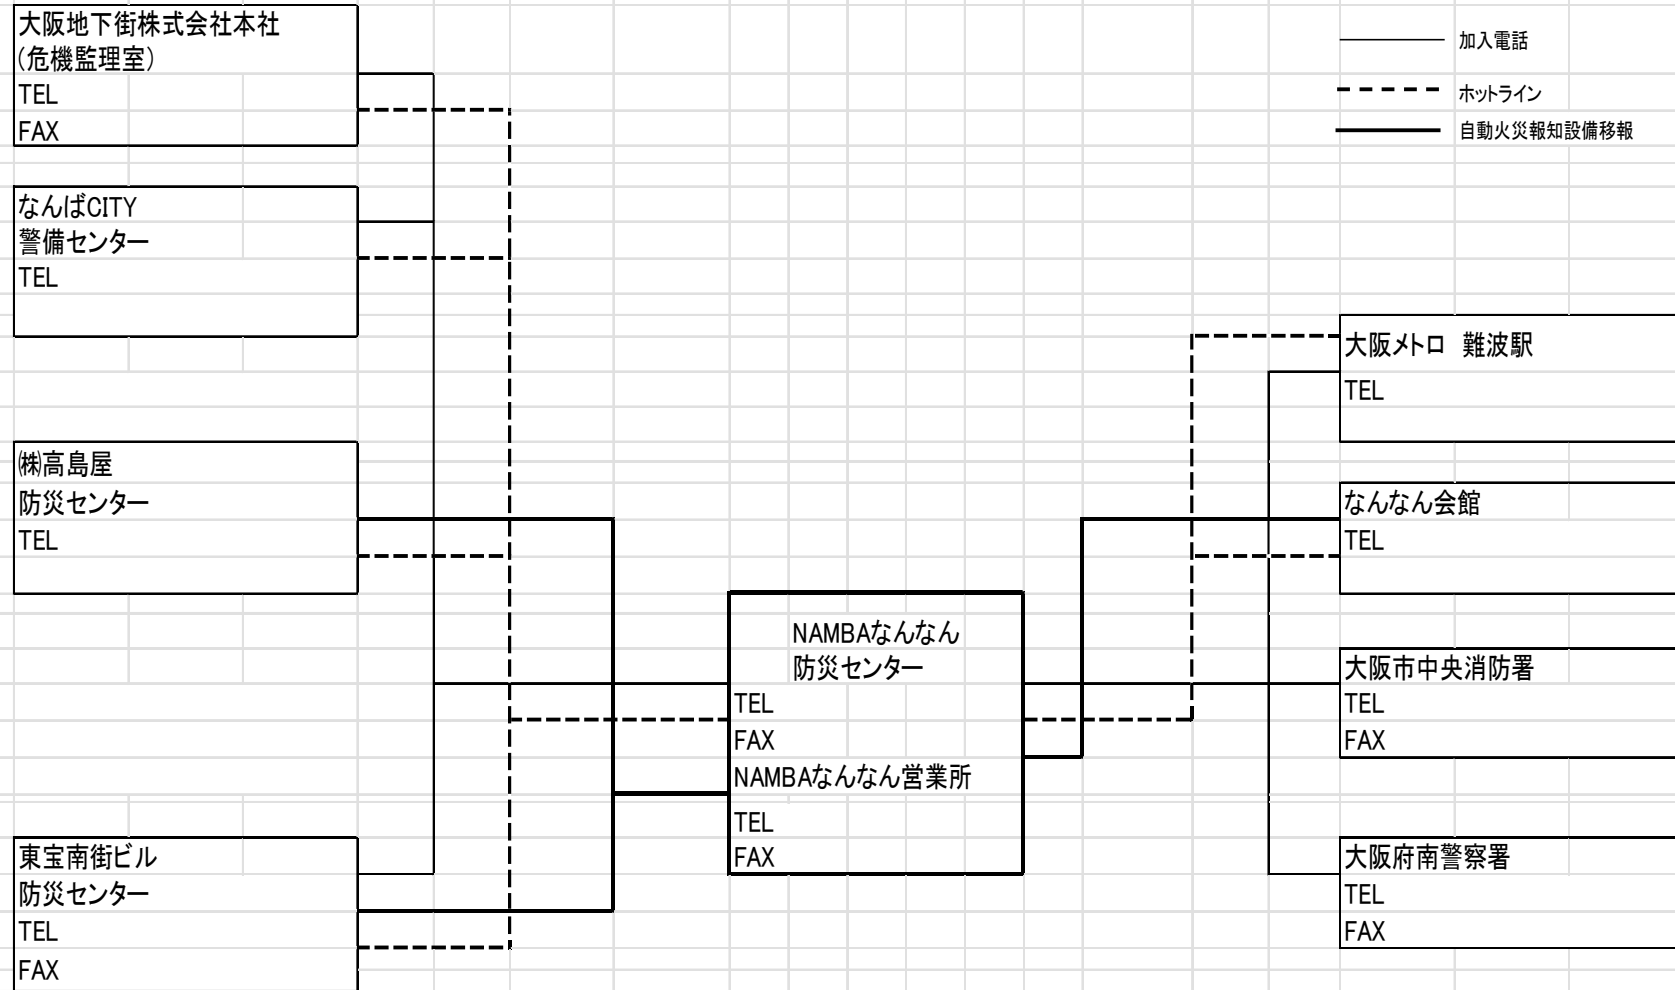 大阪地下街株式会社本社
(危機監理室)
TEL
FAX
なんばCITY
警備センター
TEL
㈱高島屋
防災センター
TEL
東宝南街ビル
防災センター
TEL
FAX
NAMBAなんなん
防災センター
TEL
FAX
NAMBAなんなん営業所
TEL
FAX
加入電話
ホットライン
自動火災報知設備移報
大阪メトロ 難波駅
TEL
なんなん会館
TEL
大阪市中央消防署
TEL
FAX
大阪府南警察署
TEL
FAX